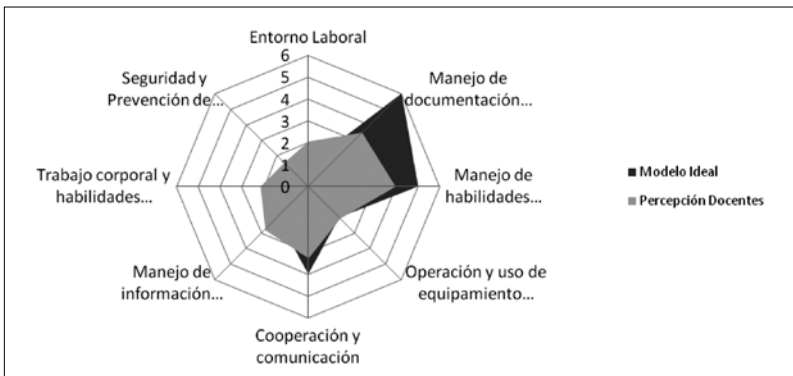 Entorno Laboral
6
5
4
3
2
1
0
Manejo de
documentación...
Manejo de
habilidades...
Operación y uso de
equipamiento...
Cooperación y
comunicación
Manejo de
información...
Trabajo corporal y
habilidades...
Seguridad y
Prevención de...
Modelo Ideal
Percepción Docentes